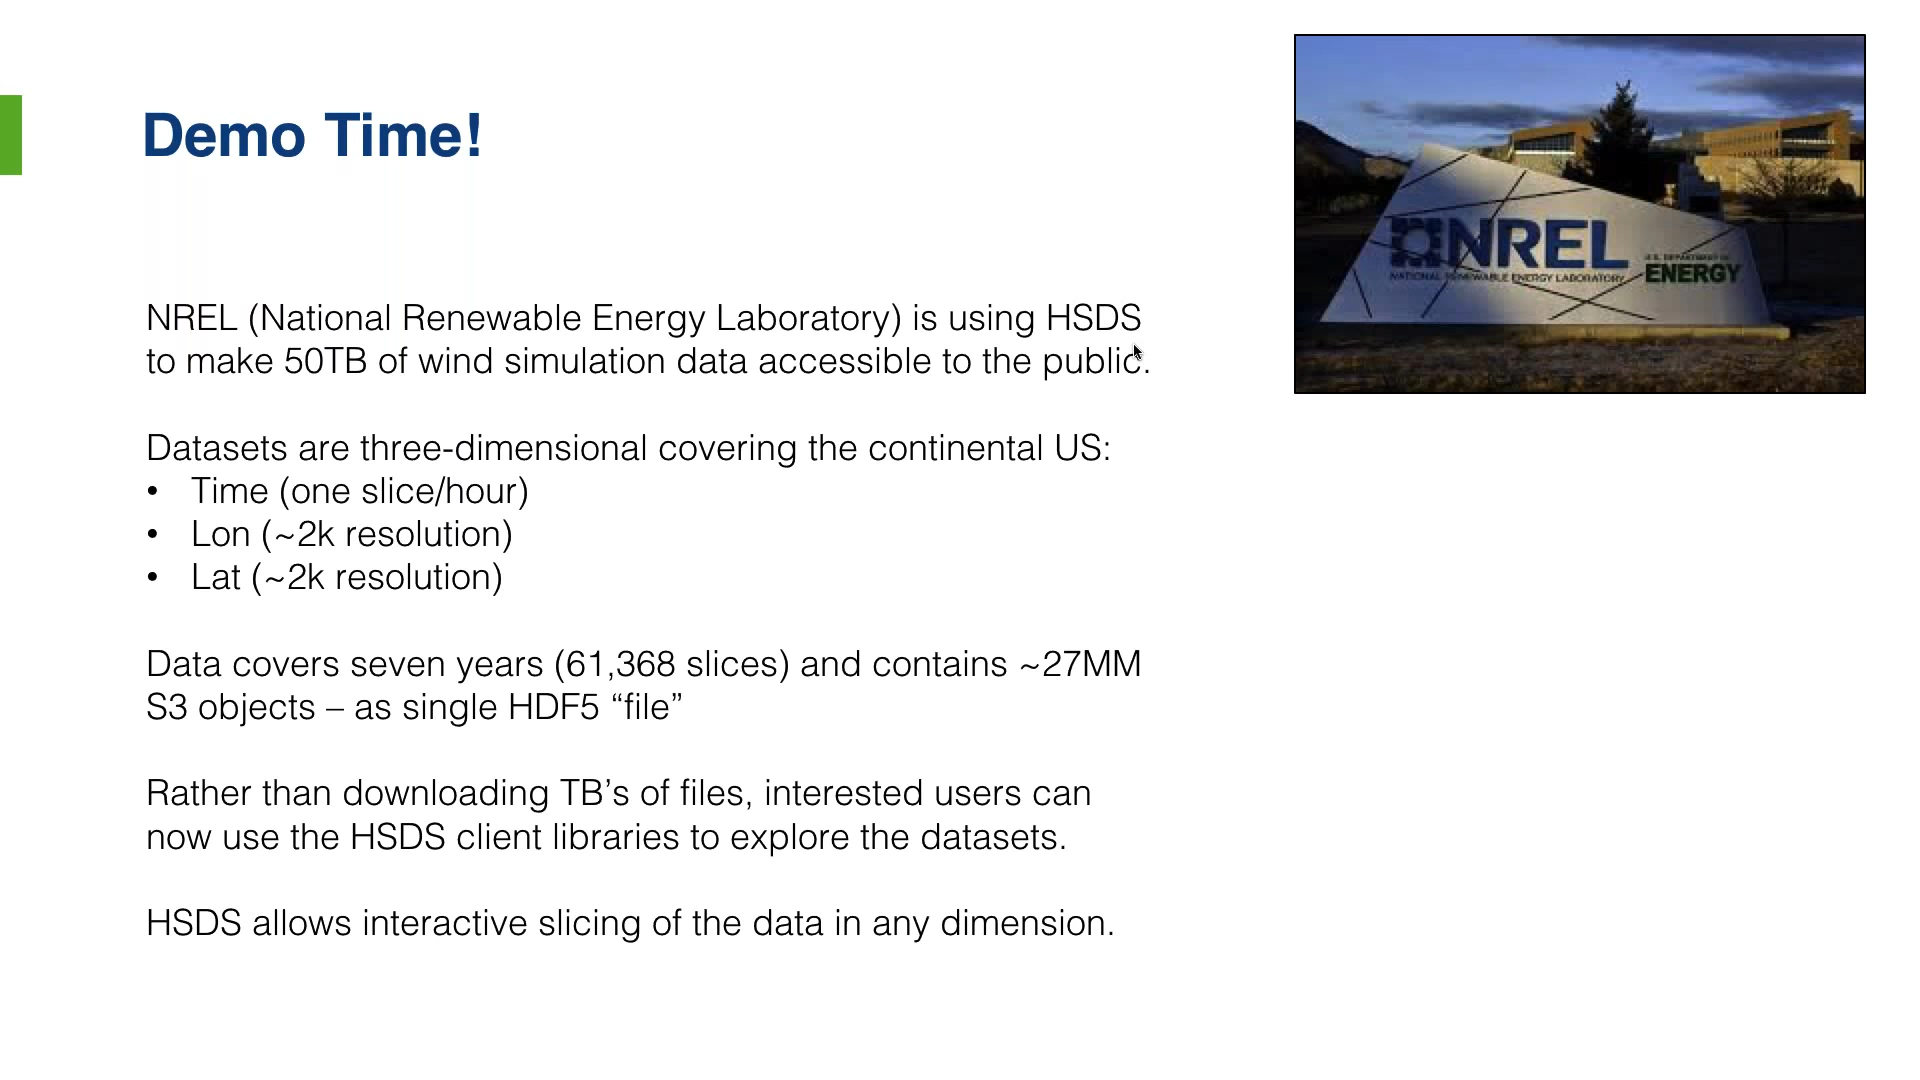 Demo Time!
NREL
NATIONAL RENEWABLE ENERGY LABORATORY
U.S. DEPARTMENT OF
ENERGY
NREL (National Renewable Energy Laboratory) is using HSDS
to make 50TB of wind simulation data accessible to the public.
Datasets are three-dimensional covering the continental US:
• Time (one slice/hour)
• Lon (~2k resolution)
• Lat (~2k resolution)
Data covers seven years (61,368 slices) and contains ~27MM
S3 objects – as single HDF5 “file”
Rather than downloading TB’s of files, interested users can
now use the HSDS client libraries to explore the datasets.
HSDS allows interactive slicing of the data in any dimension.